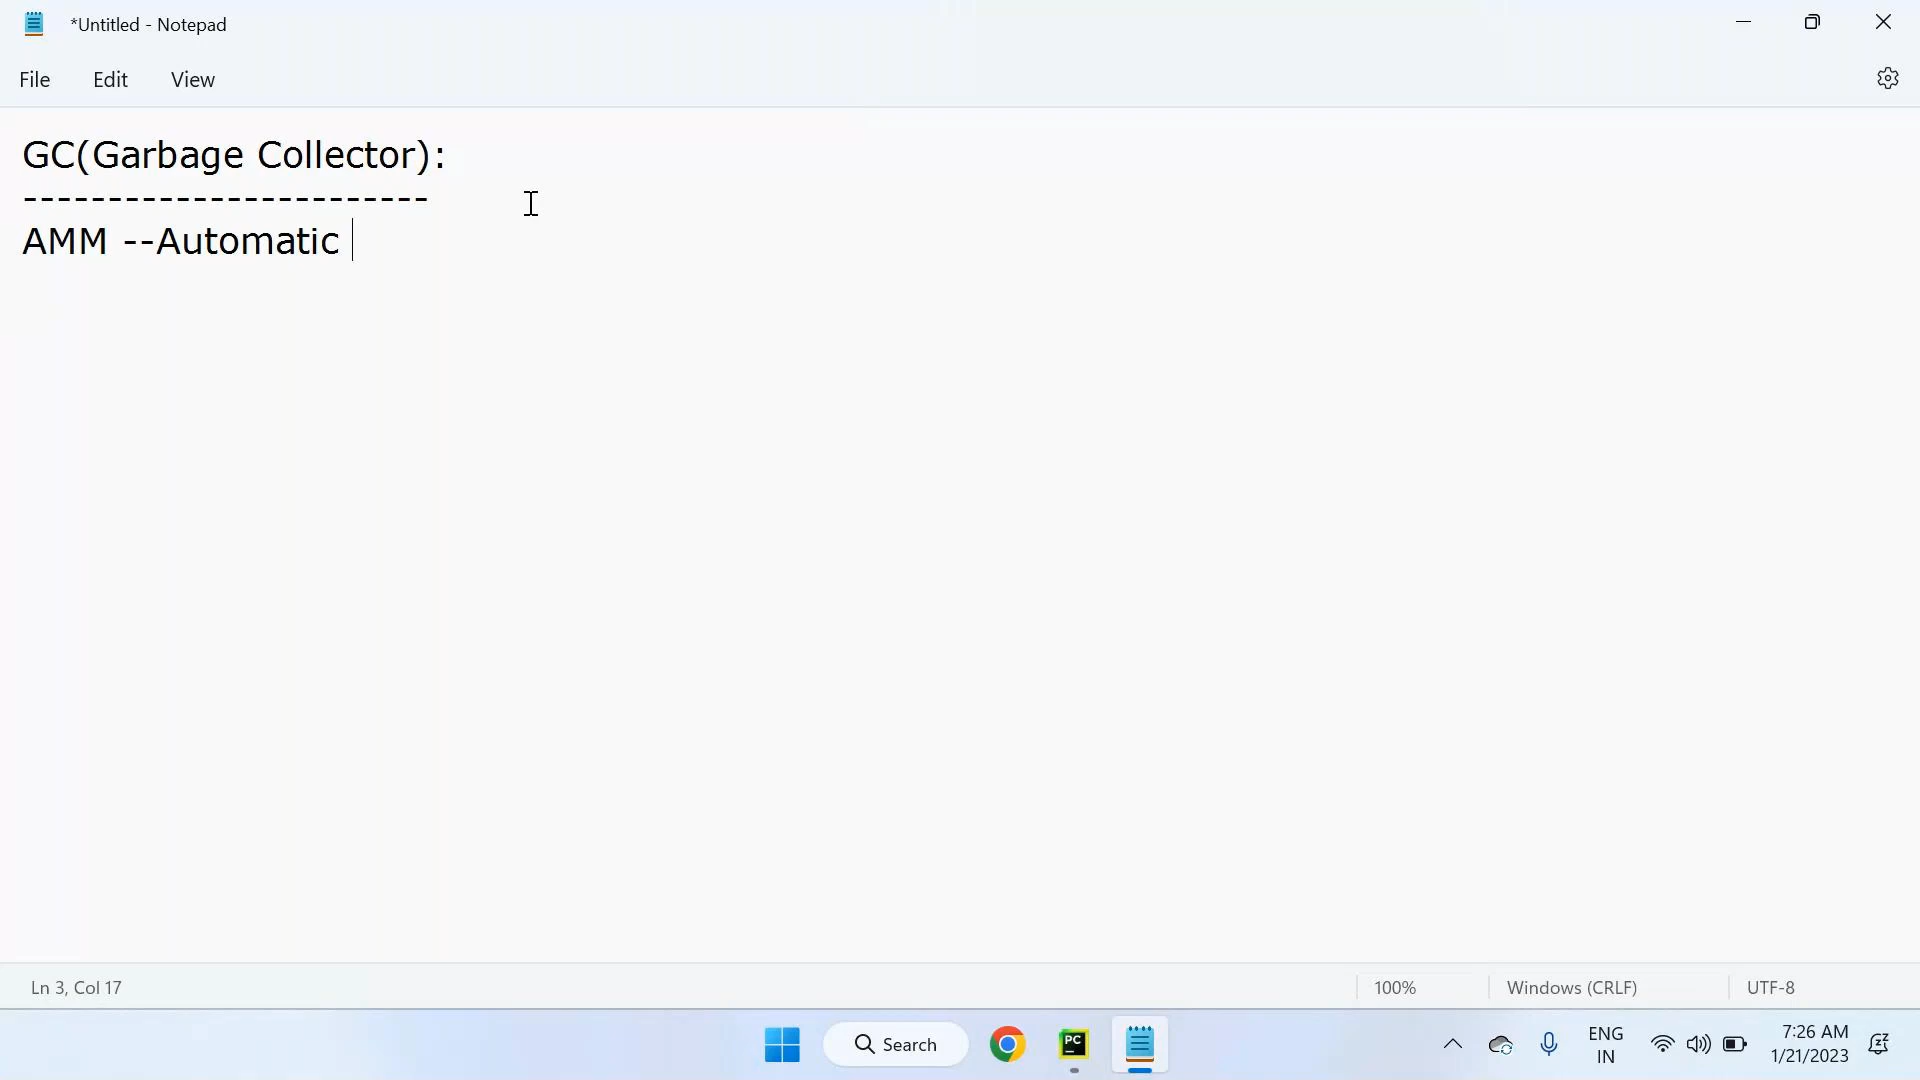 *Untitled - Notepad
File Edit View
GC(Garbage Collector):
------------------------
AMM --Automatic
Ln 3, Col 17 100% Windows (CRLF) UTF-8
Search PC ENG IN 7:26 AM 1/21/2023